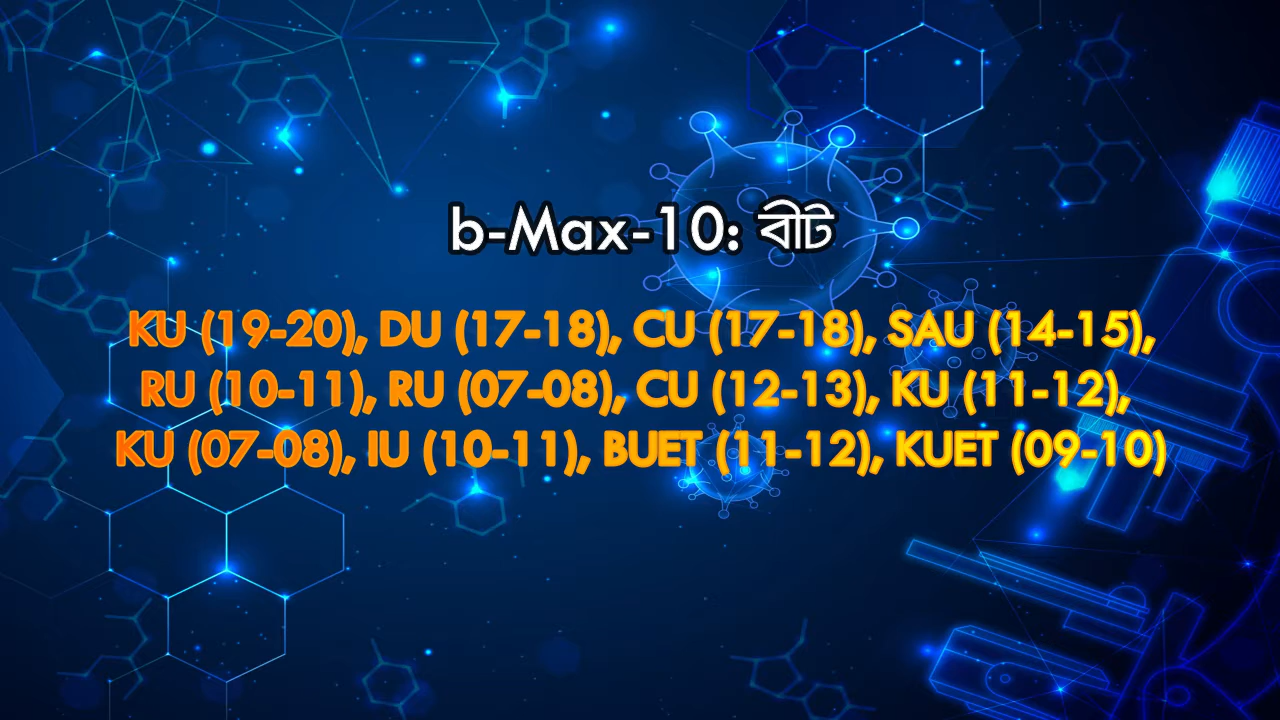 b-Max-10: বীট
KU (19-20), DU (17-18), CU (17-18), SAU (14-15),
RU (10-11), RU (07-08), CU (12-13), KU (11-12),
KU (07-08), IU (10-11), BUET (11-12), KUET (09-10)